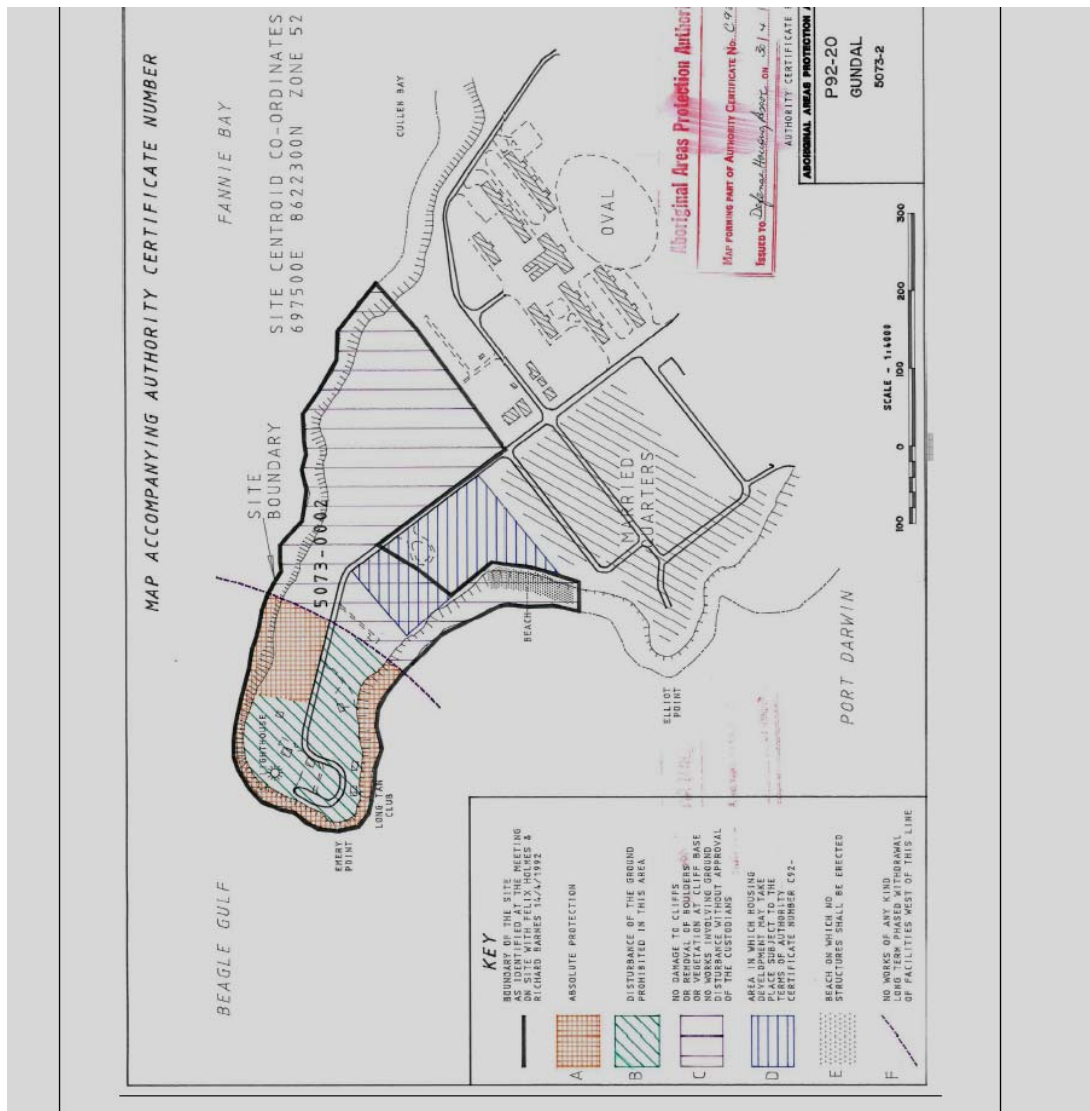 MAP ACCOMPANYING AUTHORITY CERTIFICATE NUMBER
FANNIE BAY
SITE CENTROID CO-ORDINATES
697500E 8622300N ZONE 52
CULLEN BAY
SITE
BOUNDARY
5073-0002
OVAL
MARRIED
QUARTERS
BEACH
LIGHTHOUSE
LONG TAN
CLUB
EMERY
POINT
ELLIOT
POINT
BEAGLE GULF
PORT DARWIN
Aboriginal Areas Protection Authori
MAP FORMING PART OF AUTHORITY CERTIFICATE No: C92
ISSUED TO Defence Housing ON 30/4/
AUTHORITY CERTIFICATE
ABORIGINAL AREAS PROTECTION A
P92-20
GUNDAL
5073-2
100 0 100 200 300
SCALE - 1:4000
KEY
BOUNDARY OF THE SITE
AS IDENTIFIED AT THE MEETING
ON SITE WITH FELIX HOLMES &
RICHARD BARNES 14/4/1992
A
ABSOLUTE PROTECTION
B
DISTURBANCE OF THE GROUND
PROHIBITED IN THIS AREA
C
NO DAMAGE TO CLIFFS
OR REMOVAL OF BOULDERS
OR VEGETATION AT CLIFF BASE
NO WORKS INVOLVING GROUND
DISTURBANCE WITHOUT APPROVAL
OF THE CUSTODIANS
D
AREA IN WHICH HOUSING
DEVELOPMENT MAY TAKE
PLACE SUBJECT TO THE
TERMS OF AUTHORITY
CERTIFICATE NUMBER C92-
E
BEACH ON WHICH NO
STRUCTURES SHALL BE ERECTED
F
NO WORKS OF ANY KIND
LONG TERM PHASED WITHDRAWAL
OF FACILITIES WEST OF THIS LINE